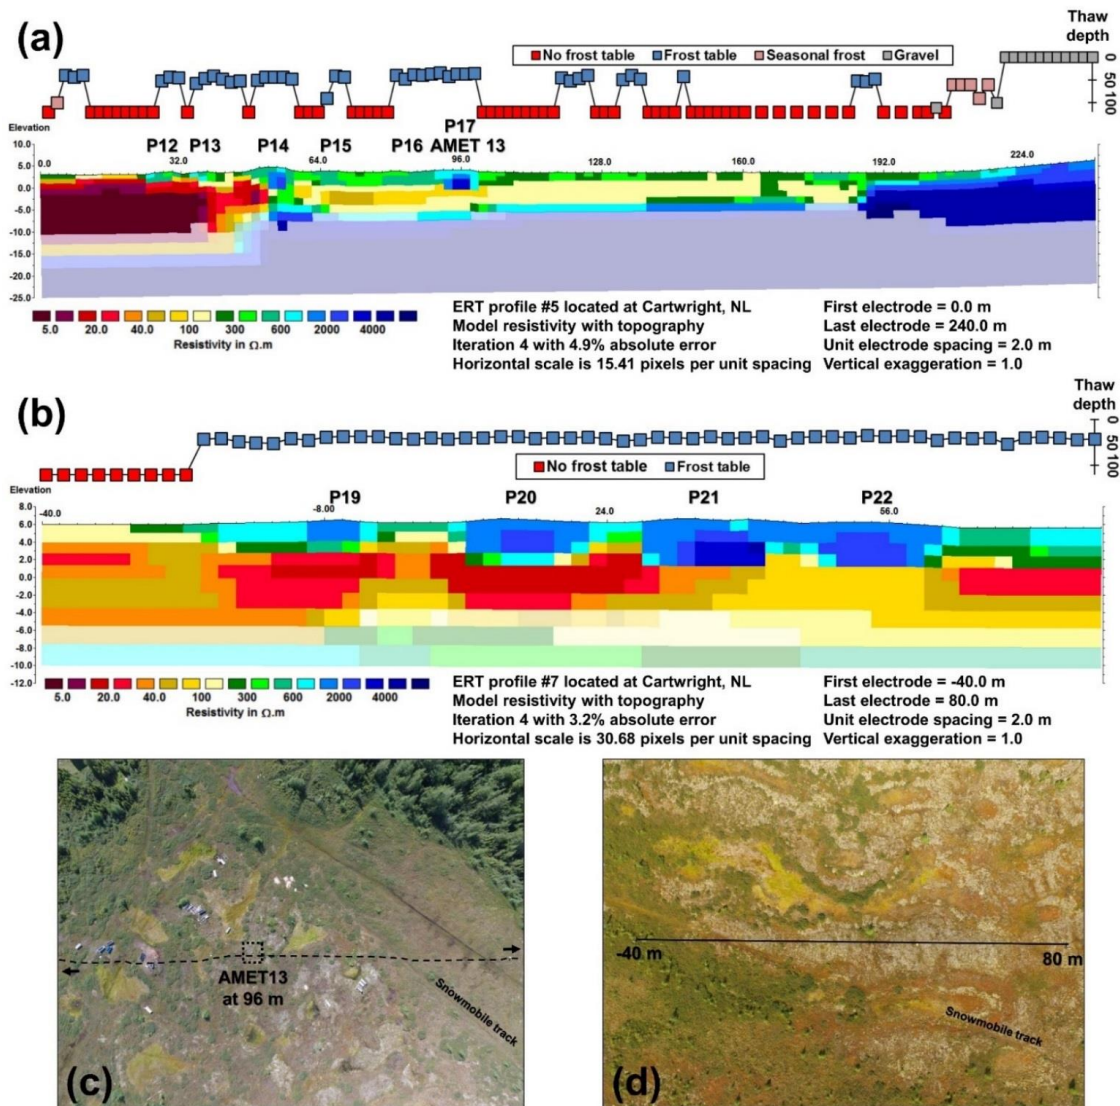 (a)
Thaw
depth
No frost table Frost table Seasonal frost Gravel
0
50
100
Elevation
P12 P13 P14 P15 P16 P17
AMET 13
10.0 0.0 32.0 64.0 96.0 128.0 160.0 192.0 224.0
5.0
0.0
-5.0
-10.0
-15.0
-20.0
-25.0
5.0 20.0 40.0 100 300 600 2000 4000
Resistivity in Ω.m
ERT profile #5 located at Cartwright, NL First electrode = 0.0 m
Model resistivity with topography Last electrode = 240.0 m
Iteration 4 with 4.9% absolute error Unit electrode spacing = 2.0 m
Horizontal scale is 15.41 pixels per unit spacing Vertical exaggeration = 1.0
(b)
Thaw
depth
0
50
100
No frost table Frost table
Elevation
P19 P20 P21 P22
8.0 -40.0 -8.00 24.0 56.0
6.0
4.0
2.0
0.0
-2.0
-4.0
-6.0
-8.0
-10.0
-12.0
5.0 20.0 40.0 100 300 600 2000 4000
Resistivity in Ω.m
ERT profile #7 located at Cartwright, NL First electrode = -40.0 m
Model resistivity with topography Last electrode = 80.0 m
Iteration 4 with 3.2% absolute error Unit electrode spacing = 2.0 m
Horizontal scale is 30.68 pixels per unit spacing Vertical exaggeration = 1.0
AMET13
at 96 m
Snowmobile track
(c)
-40 m 80 m
Snowmobile track
(d)